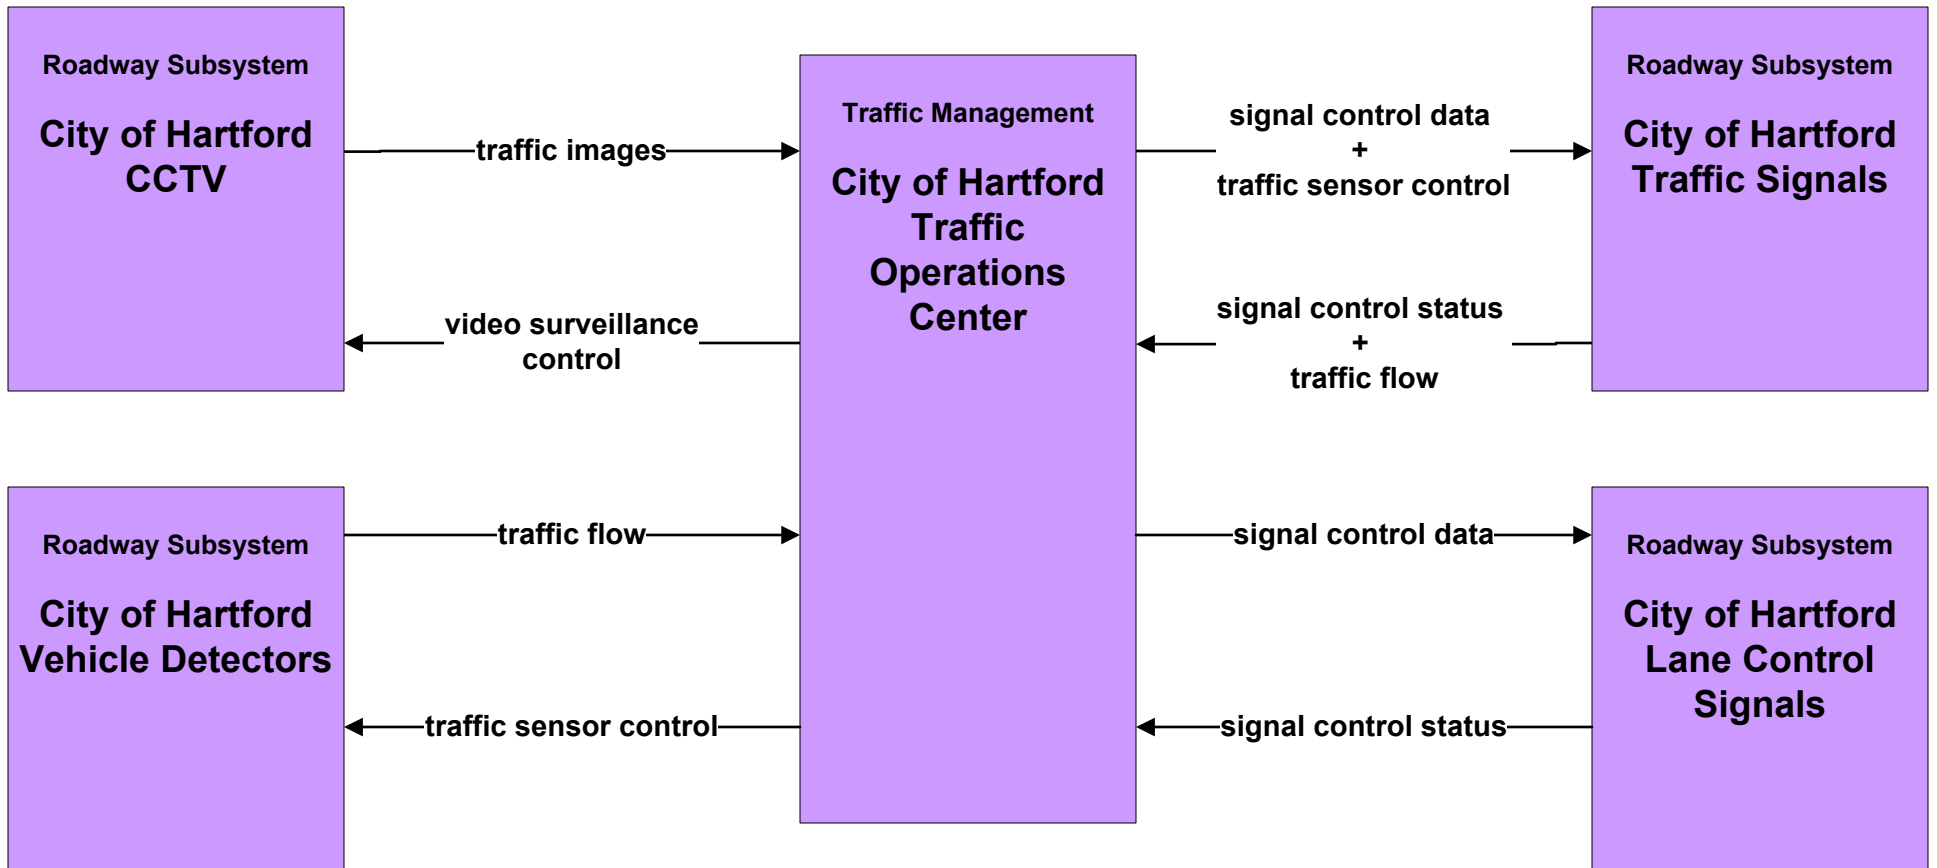 Roadway Subsystem
City of Hartford
CCTV
traffic images
video surveillance
control
Roadway Subsystem
City of Hartford
Vehicle Detectors
traffic flow
traffic sensor control
Traffic Management
City of Hartford
Traffic
Operations
Center
signal control data
+
traffic sensor control
signal control status
+
traffic flow
signal control data
signal control status
Roadway Subsystem
City of Hartford
Traffic Signals
Roadway Subsystem
City of Hartford
Lane Control
Signals